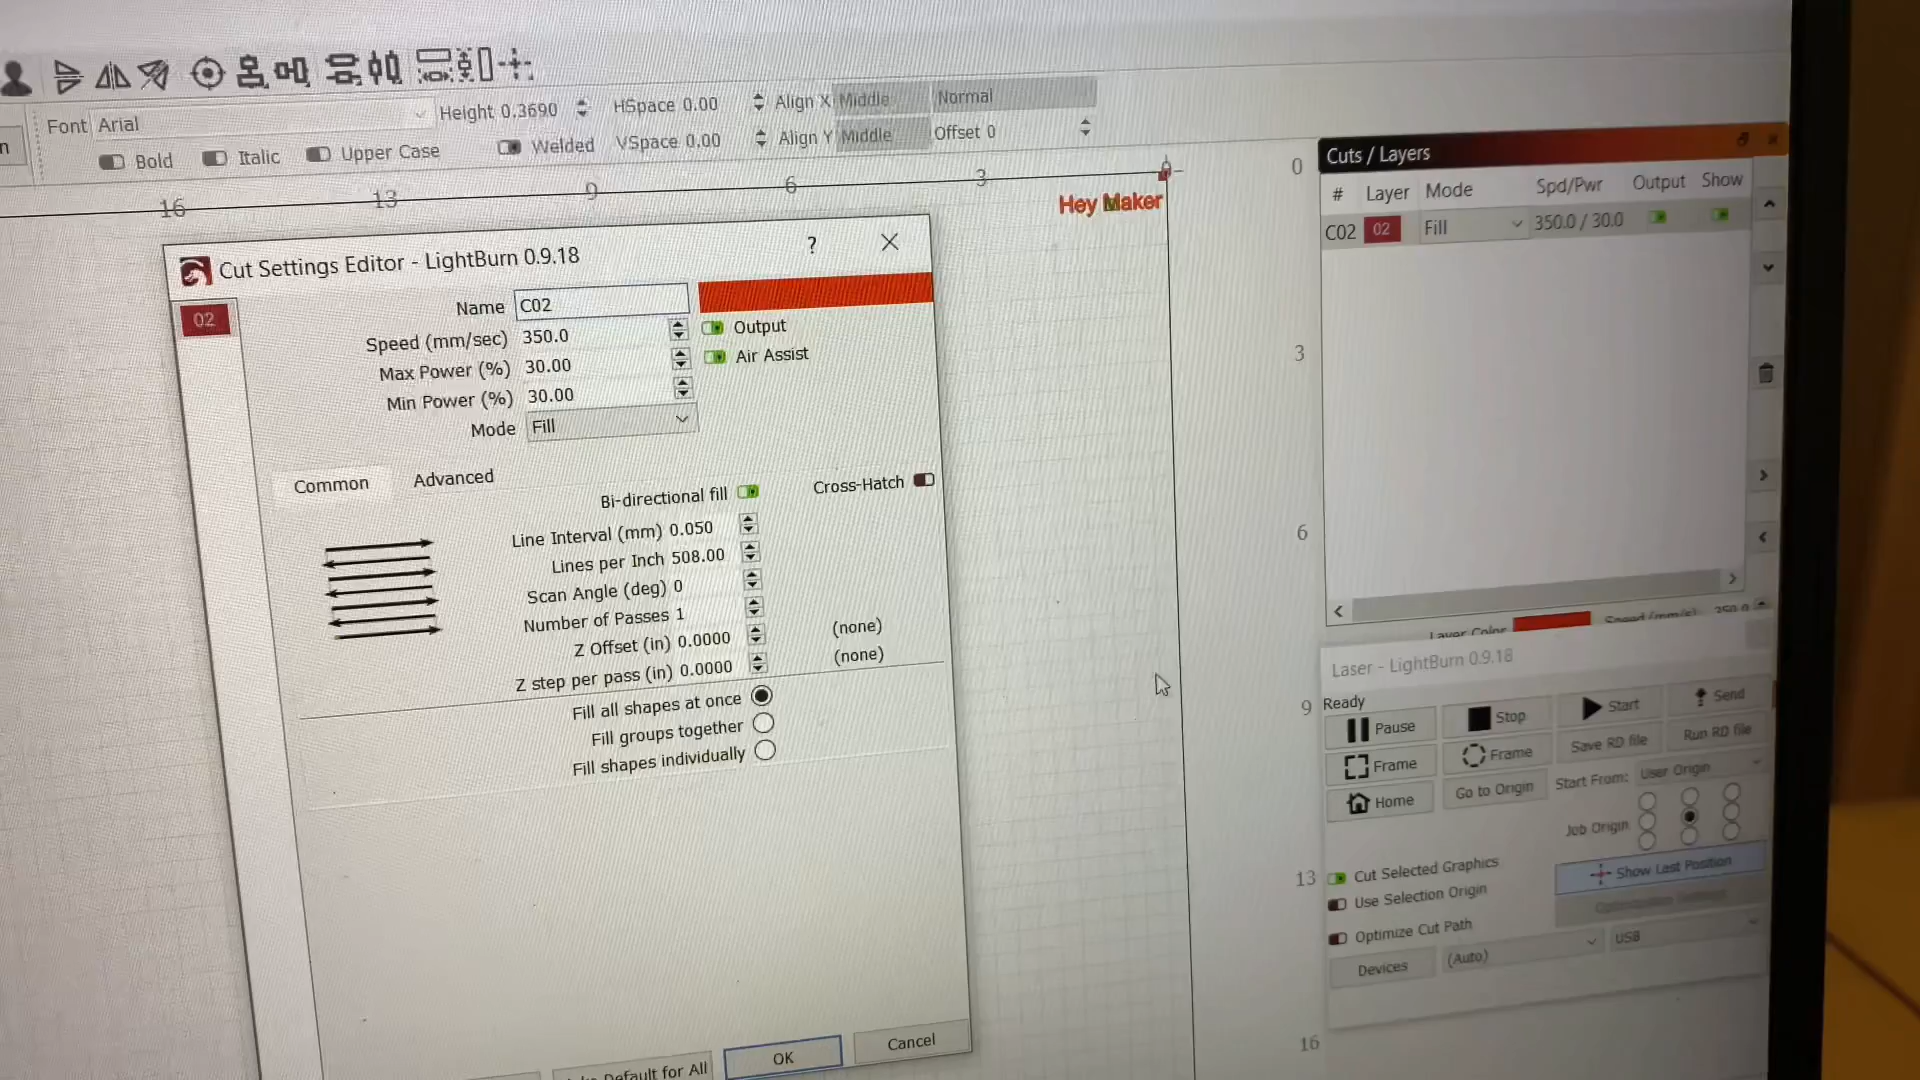 Font Arial
Height 0.3690
HSpace 0.00
Align X Middle
Normal
Bold
Italic
Upper Case
Welded
VSpace 0.00
Align Y Middle
Offset 0
16
13
9
6
3
0
0
3
6
9
13
16
Hey Maker
Cut Settings Editor - LightBurn 0.9.18
?
02
Name C02
Speed (mm/sec) 350.0
Output
Max Power (%) 30.00
Air Assist
Min Power (%) 30.00
Mode Fill
Common
Advanced
Bi-directional fill
Cross-Hatch
Line Interval (mm) 0.050
Lines per Inch 508.00
Scan Angle (deg) 0
Number of Passes 1
Z Offset (in) 0.0000
(none)
Z step per pass (in) 0.0000
(none)
Fill all shapes at once
Fill groups together
Fill shapes individually
Default for All
OK
Cancel
Cuts / Layers
# Layer Mode Spd/Pwr Output Show
C02 02 Fill 350.0 / 30.0
Layer Color
Speed (mm/s) 350.0
Laser - LightBurn 0.9.18
Ready
Pause
Stop
Start
Send
Frame
Frame
Save RD file
Run RD file
Home
Go to Origin
Start From: User Origin
Job Origin
Cut Selected Graphics
Use Selection Origin
Show Last Position
Optimization Settings
Optimize Cut Path
Devices
(Auto)
USB